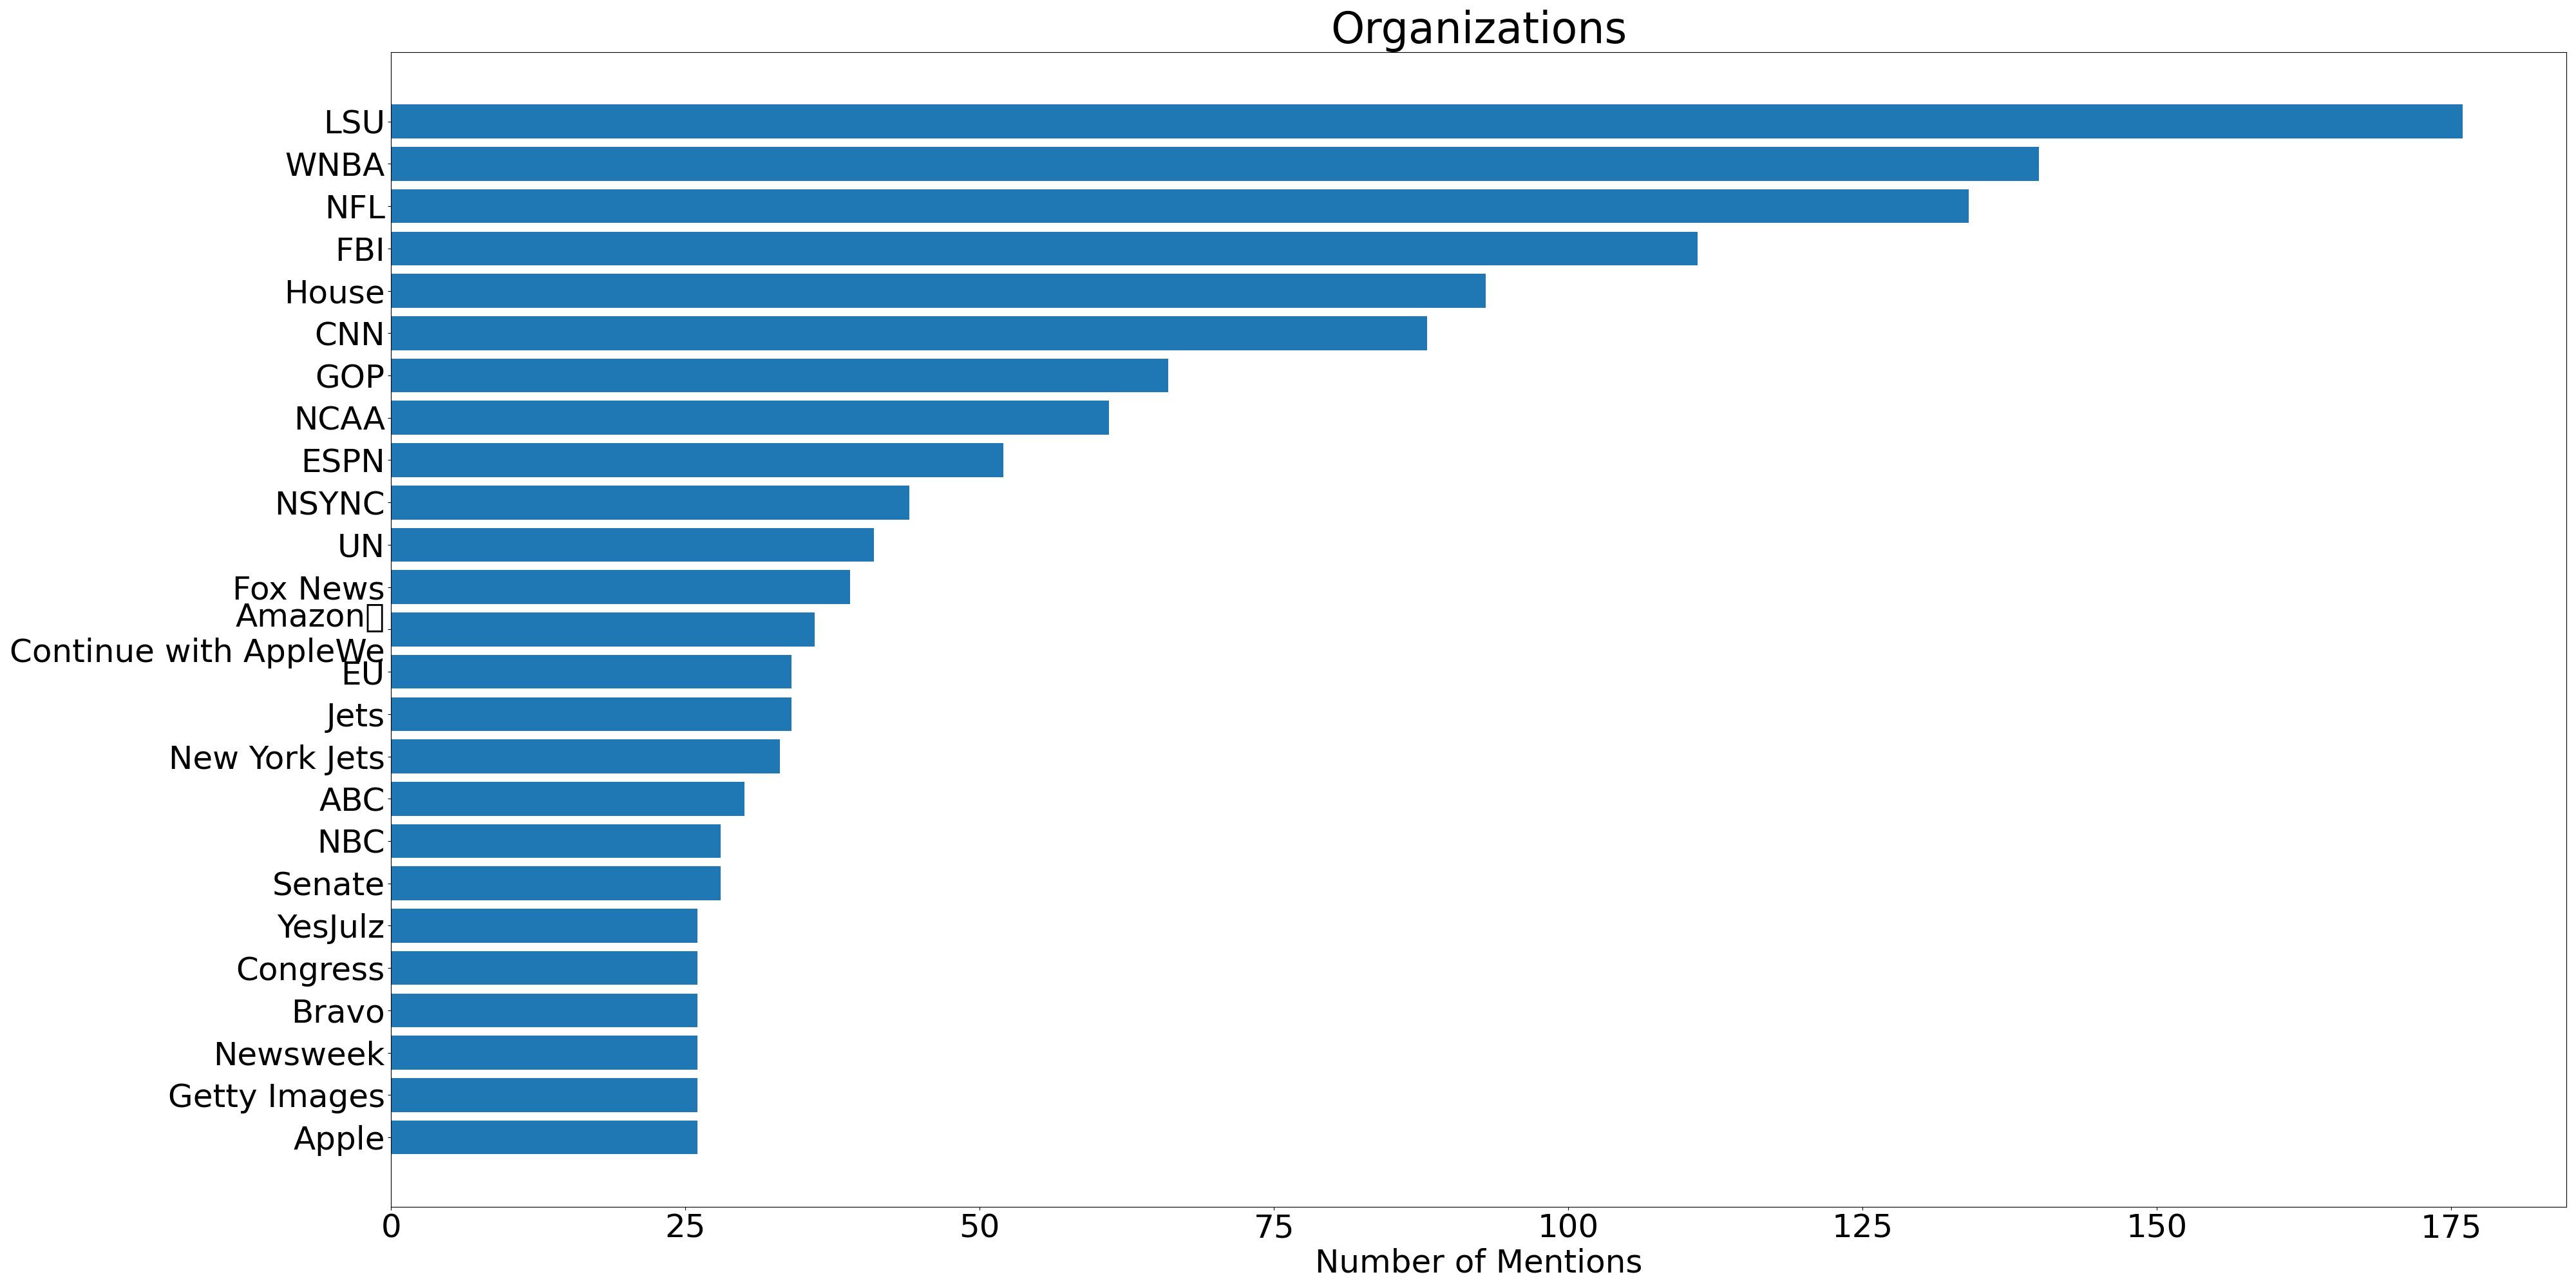 Organizations
LSU
WNBA
NFL
FBI
House
CNN
GOP
NCAA
ESPN
NSYNC
UN
Fox News
Amazon
Continue with AppleWe
EU
Jets
New York Jets
ABC
NBC
Senate
YesJulz
Congress
Bravo
Newsweek
Getty Images
Apple
0 25 50 75 100 125 150 175
Number of Mentions